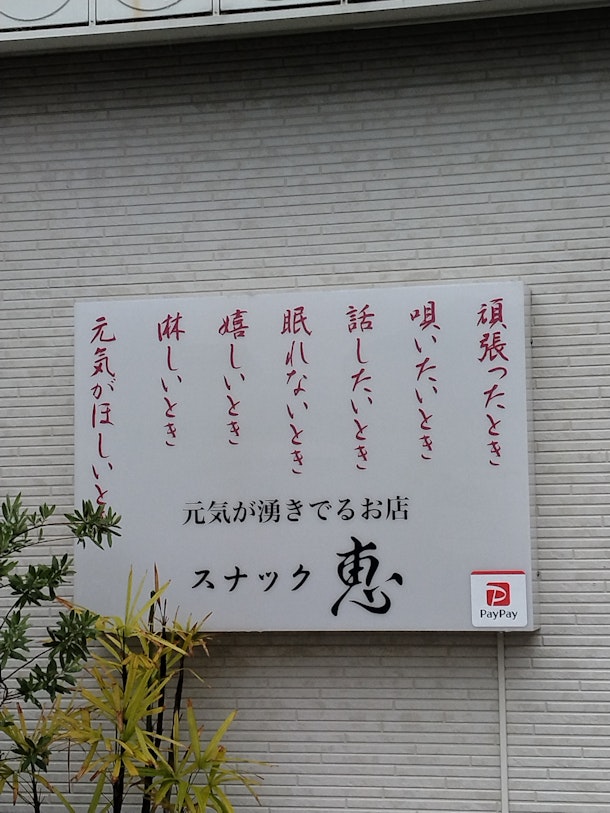 頑張ったとき
唄いたいとき
話したいとき
眠れないとき
嬉しいとき
淋しいとき
元気がほしいと
元気が湧きでるお店
スナック 恵
PayPay